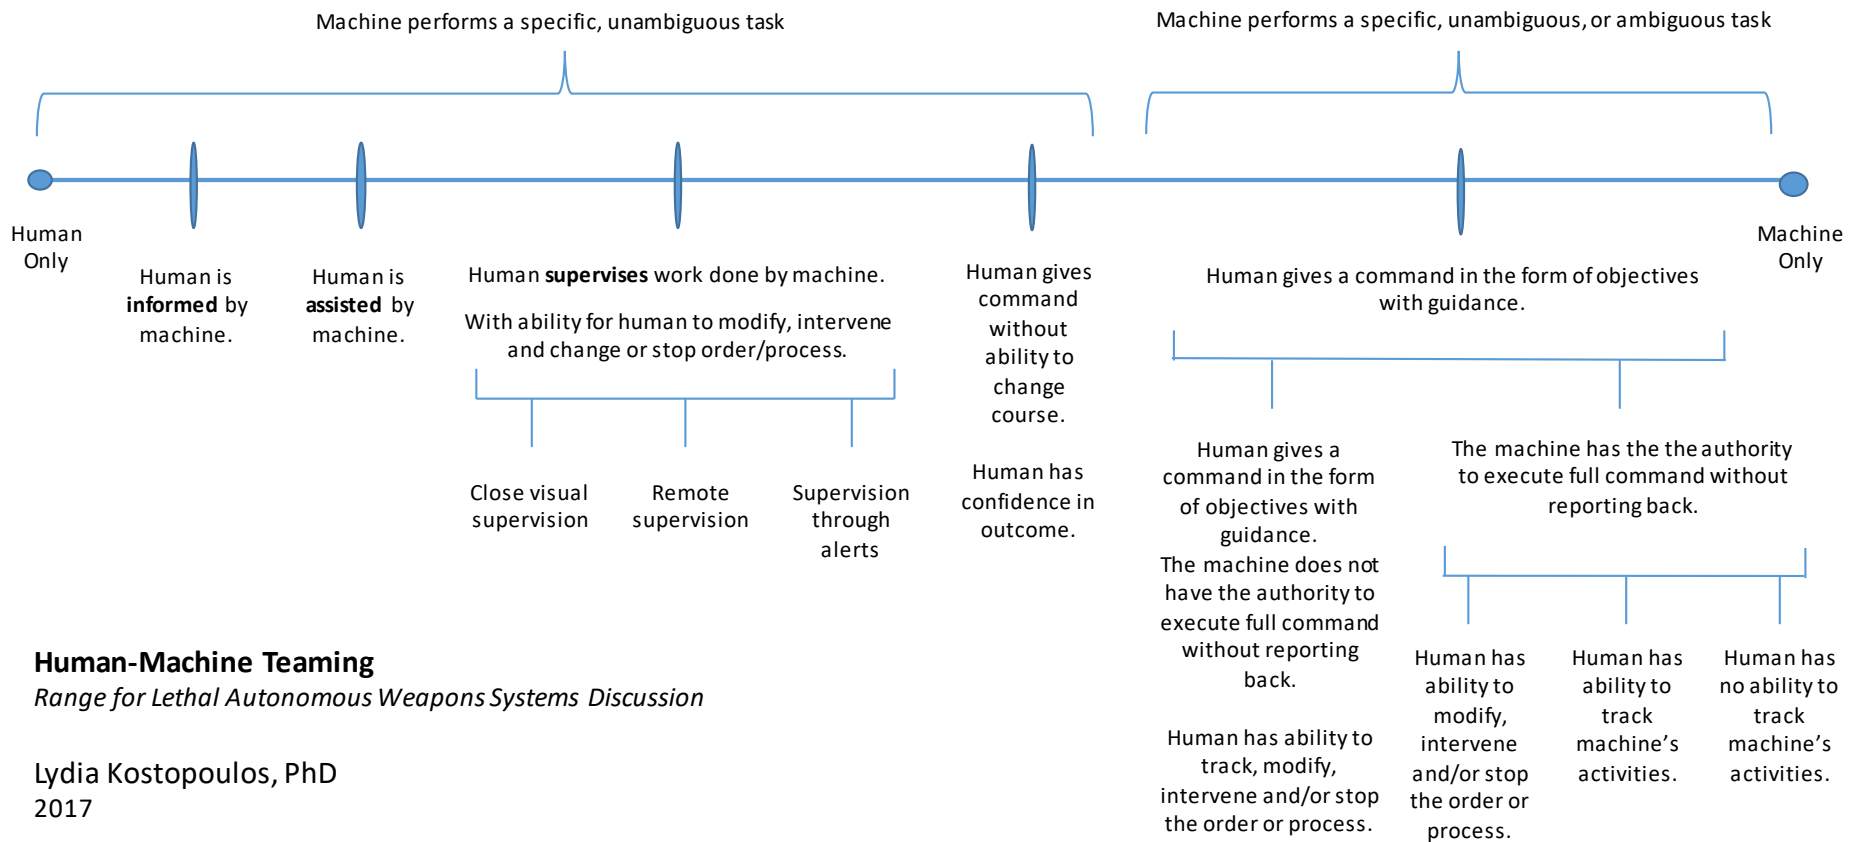 Machine performs a specific, unambiguous task
Machine performs a specific, unambiguous, or ambiguous task
Human
Only
Human is
informed by
machine.
Human is
assisted by
machine.
Human supervises work done by machine.
With ability for human to modify, intervene
and change or stop order/process.
Close visual
supervision
Remote
supervision
Supervision
through
alerts
Human gives
command
without
ability to
change
course.
Human has
confidence in
outcome.
Human gives a command in the form of objectives
with guidance.
Human gives a
command in the form
of objectives with
guidance.
The machine does not
have the authority to
execute full command
without reporting
back.
Human has ability to
track, modify,
intervene and/or stop
the order or process.
The machine has the the authority
to execute full command without
reporting back.
Human has
ability to
modify,
intervene
and/or stop
the order or
process.
Human has
ability to
track
machine’s
activities.
Human has
no ability to
track
machine’s
activities.
Machine
Only
Human-Machine Teaming
Range for Lethal Autonomous Weapons Systems Discussion
Lydia Kostopoulos, PhD
2017